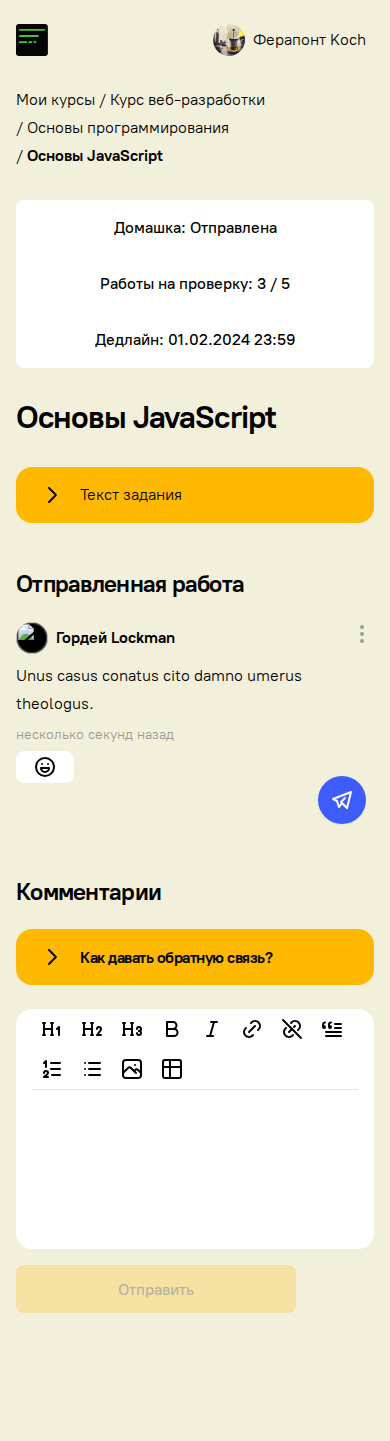 Ферапонт Koch
Мои курсы / Курс веб-разработки
/ Основы программирования
/ Основы JavaScript
Домашка: Отправлена
Работы на проверку: 3 / 5
Дедлайн: 01.02.2024 23:59
Основы JavaScript
Текст задания
Отправленная работа
Гордей Lockman
Unus casus conatus cito damno umerus
theologus.
несколько секунд назад
Комментарии
Как давать обратную связь?
H1 H2 H3 B I
Отправить